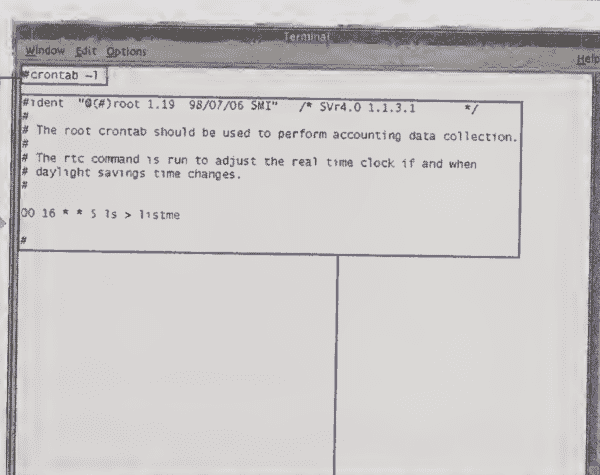 Terminal
Window Edit Options Help
#crontab -l
#ident "@(#)root 1.19 98/07/06 SMI" /* SVr4.0 1.1.3.1 */
#
# The root crontab should be used to perform accounting data collection.
#
# The rtc command is run to adjust the real time clock if and when
# daylight savings time changes.
#
00 16 * * 5 ls > listme
#